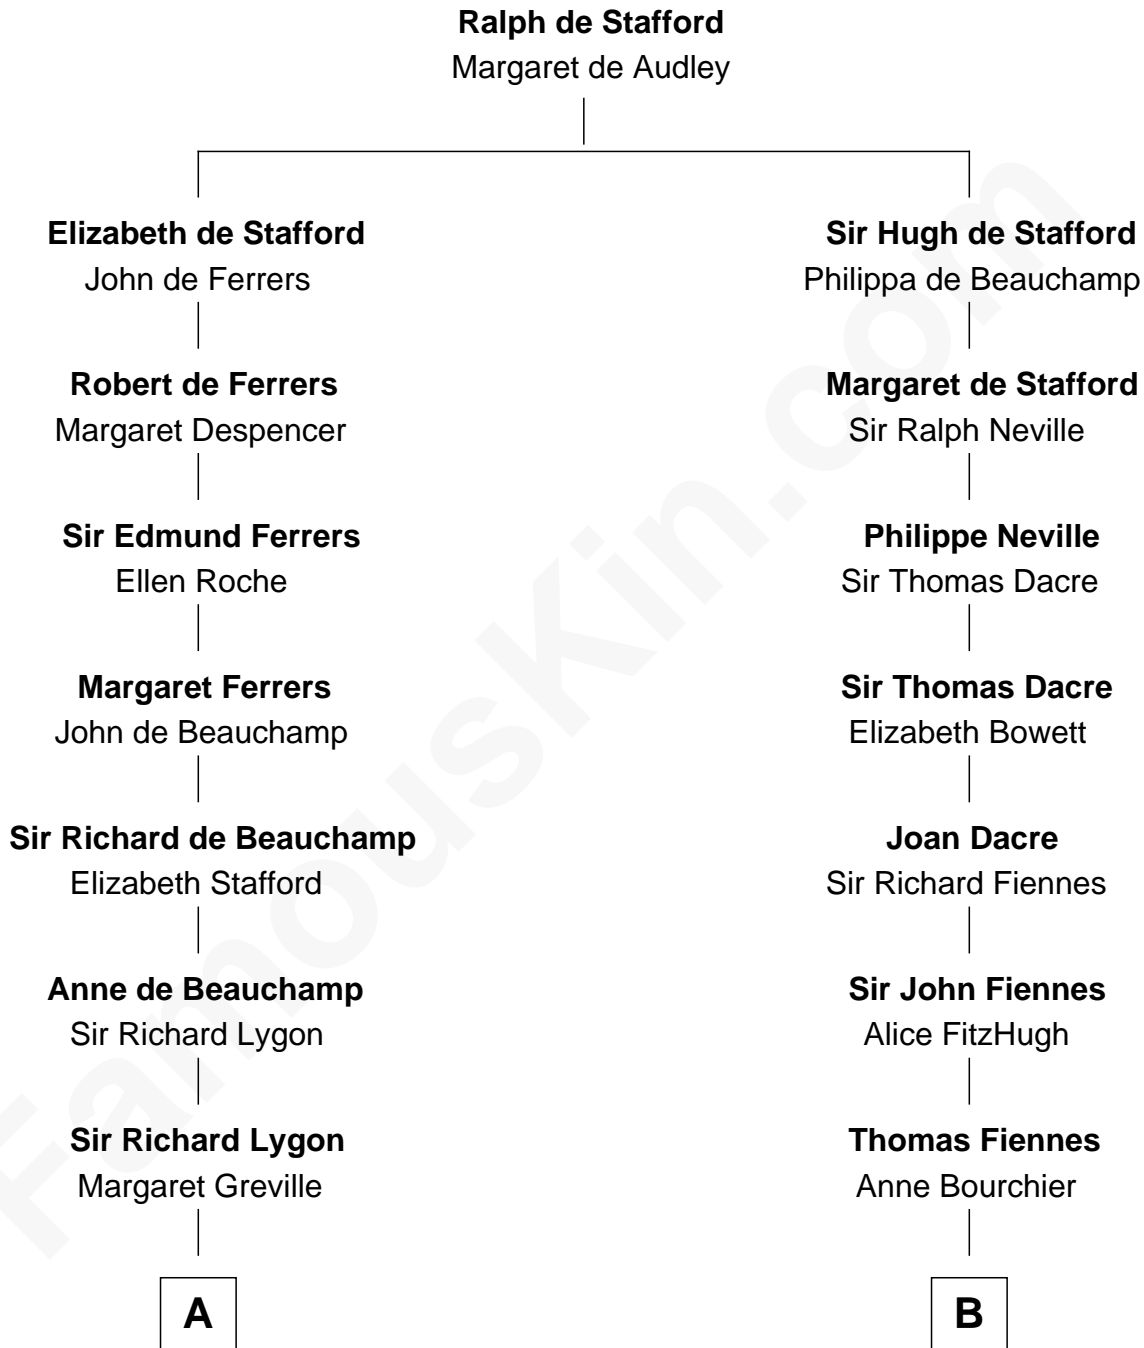 Ralph de Stafford
Margaret de Audley
Elizabeth de Stafford
John de Ferrers
Robert de Ferrers
Margaret Despencer
Sir Edmund Ferrers
Ellen Roche
Margaret Ferrers
John de Beauchamp
Sir Richard de Beauchamp
Elizabeth Stafford
Anne de Beauchamp
Sir Richard Lygon
Sir Richard Lygon
Margaret Greville
A
Sir Hugh de Stafford
Philippa de Beauchamp
Margaret de Stafford
Sir Ralph Neville
Philippe Neville
Sir Thomas Dacre
Sir Thomas Dacre
Elizabeth Bowett
Joan Dacre
Sir Richard Fiennes
Sir John Fiennes
Alice FitzHugh
Thomas Fiennes
Anne Bourchier
B
FamousKin.com